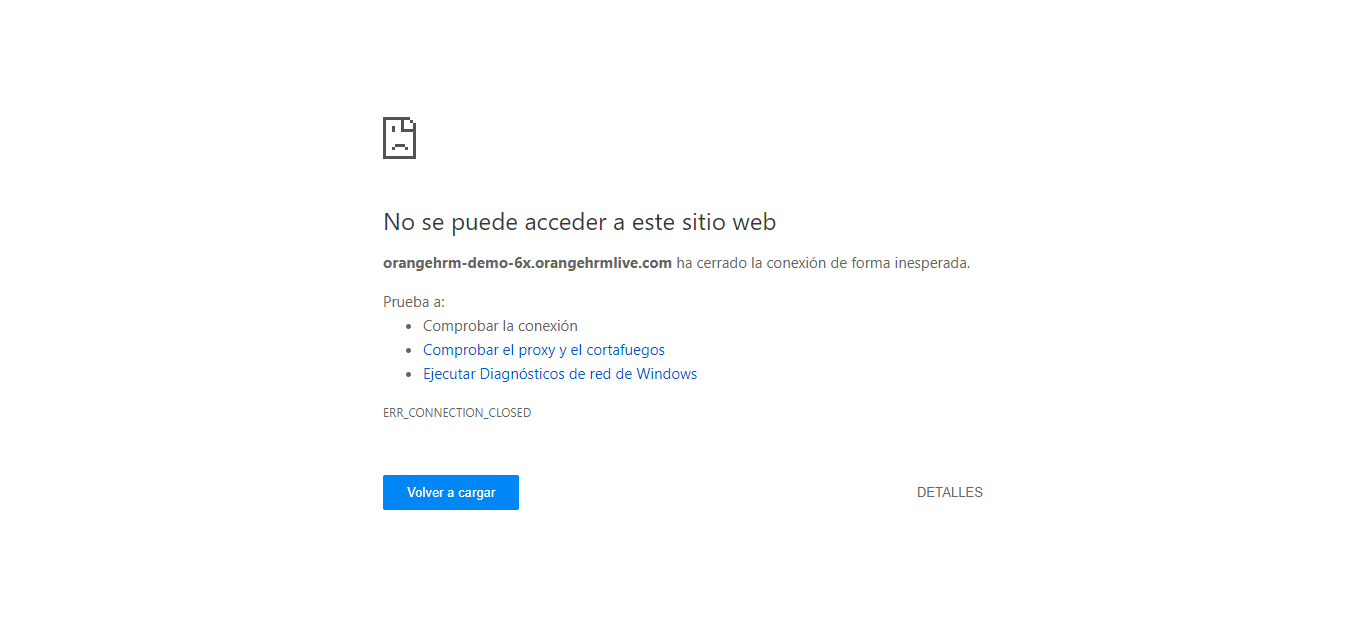 No se puede acceder a este sitio web
orangehrm-demo-6x.orangehrmlive.com ha cerrado la conexión de forma inesperada.
Prueba a:
Comprobar la conexión
Comprobar el proxy y el cortafuegos
Ejecutar Diagnósticos de red de Windows
ERR_CONNECTION_CLOSED
Volver a cargar
DETALLES